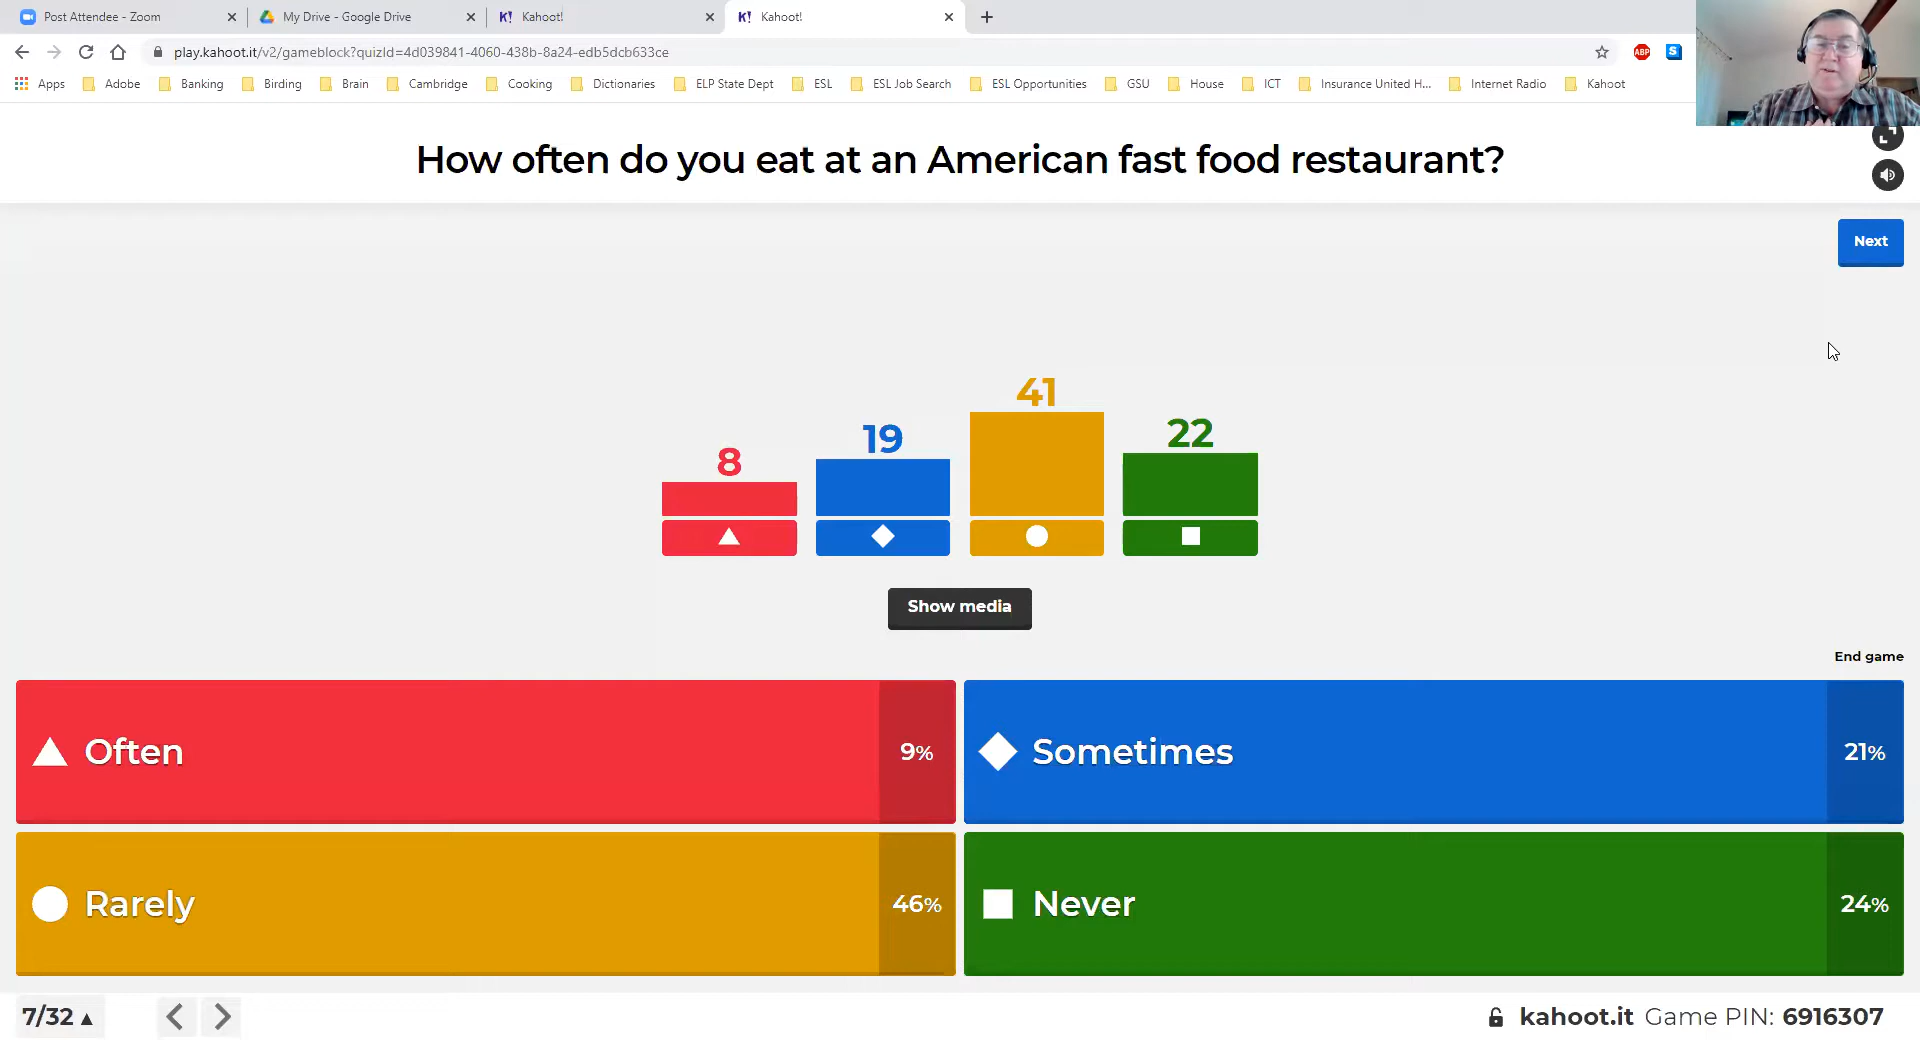 Post Attendee - Zoom
My Drive - Google Drive
K! Kahoot!
K! Kahoot!
play.kahoot.it/v2/gameblock?quizId=4d039841-4060-438b-8a24-edb5dcb633ce
ABP
S
Apps Adobe Banking Birding Brain Cambridge Cooking Dictionaries ELP State Dept ESL ESL Job Search ESL Opportunities GSU House ICT Insurance United H... Internet Radio Kahoot
How often do you eat at an American fast food restaurant?
Next
8 19 41 22
Show media
End game
Often 9%
Sometimes 21%
Rarely 46%
Never 24%
7/32
kahoot.it Game PIN: 6916307